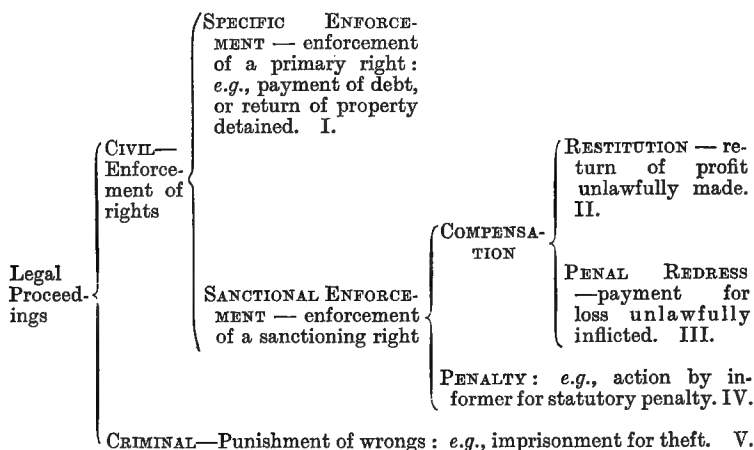 SPECIFIC ENFORCE-
MENT — enforcement
of a primary right:
e.g., payment of debt,
or return of property
detained. I.
CIVIL—
Enforce-
ment of
rights
RESTITUTION — re-
turn of profit
unlawfully made.
II.
COMPENSA-
TION
Legal
Proceed-
ings
SANCTIONAL ENFORCE-
MENT — enforcement
of a sanctioning right
PENAL REDRESS
—payment for
loss unlawfully
inflicted. III.
PENALTY: e.g., action by in-
former for statutory penalty. IV.
CRIMINAL—Punishment of wrongs: e.g., imprisonment for theft. V.